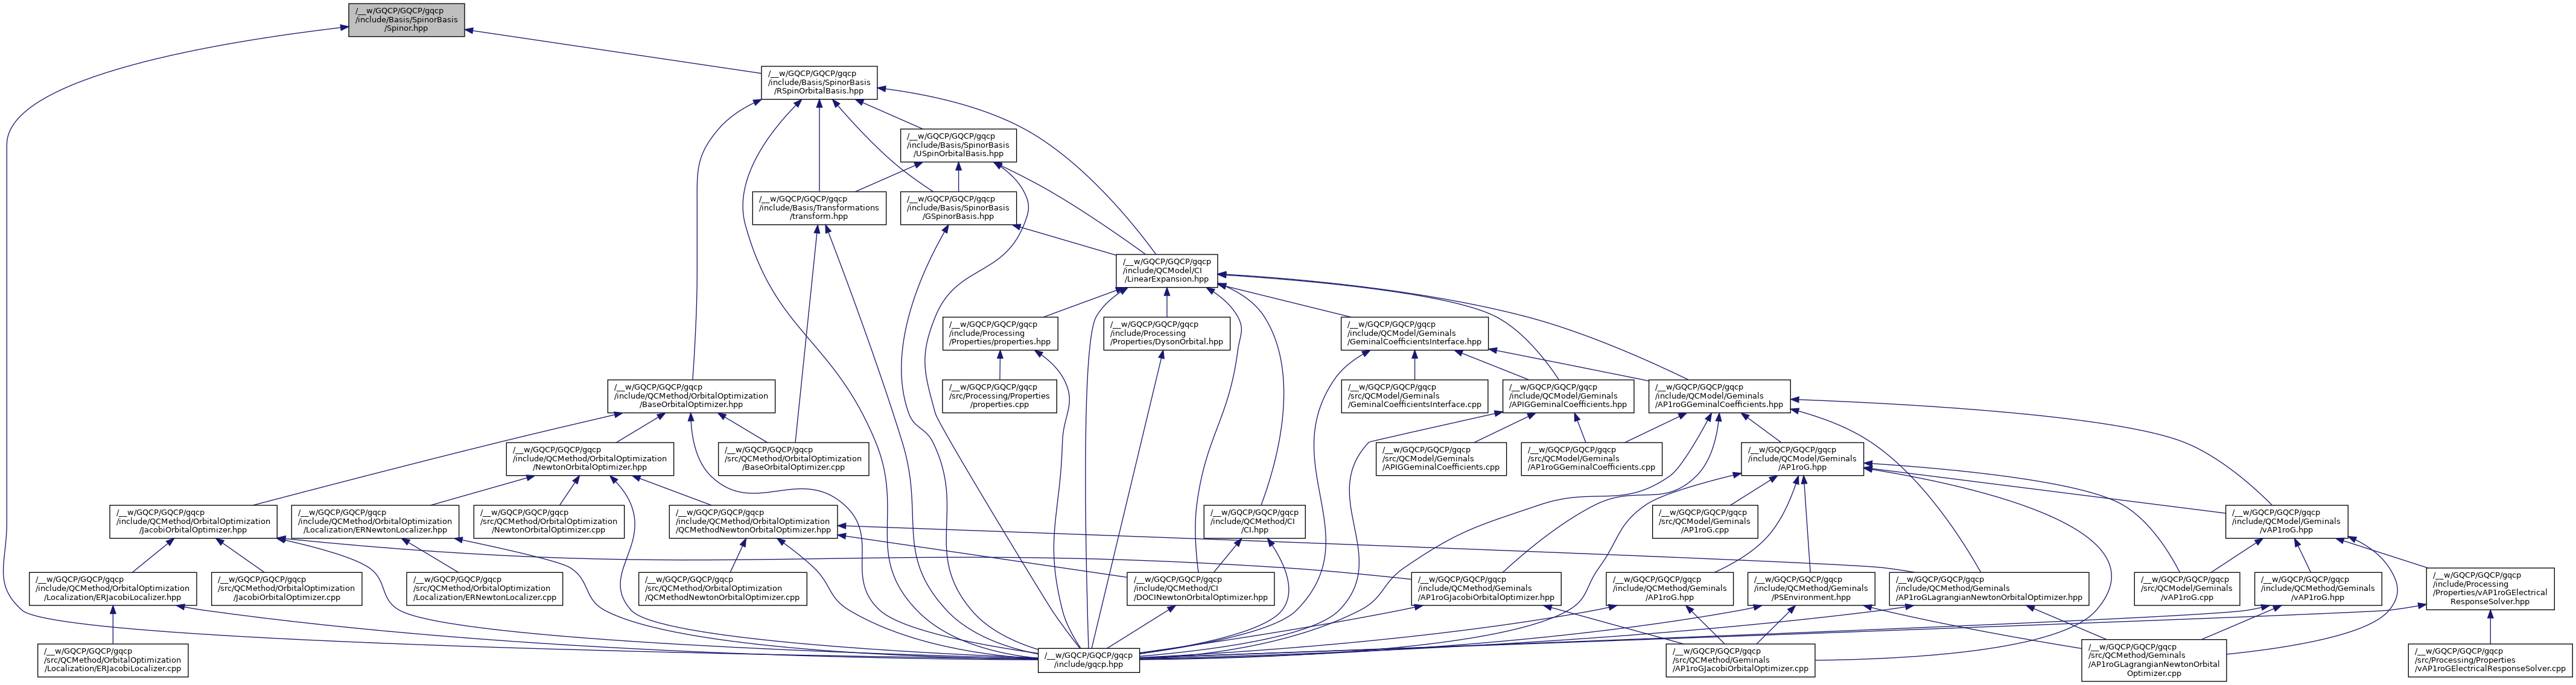 /__w/GQCP/GQCP/gqcp
/include/Basis/SpinorBasis
/Spinor.hpp
/__w/GQCP/GQCP/gqcp
/include/Basis/SpinorBasis
/RSpinOrbitalBasis.hpp
/__w/GQCP/GQCP/gqcp
/include/Basis/SpinorBasis
/USpinOrbitalBasis.hpp
/__w/GQCP/GQCP/gqcp
/include/Basis/Transformations
/transform.hpp
/__w/GQCP/GQCP/gqcp
/include/Basis/SpinorBasis
/GSpinorBasis.hpp
/__w/GQCP/GQCP/gqcp
/include/QCModel/CI
/LinearExpansion.hpp
/__w/GQCP/GQCP/gqcp
/include/Processing
/Properties/properties.hpp
/__w/GQCP/GQCP/gqcp
/include/Processing
/Properties/DysonOrbital.hpp
/__w/GQCP/GQCP/gqcp
/include/QCModel/Geminals
/GeminalCoefficientsInterface.hpp
/__w/GQCP/GQCP/gqcp
/include/QCMethod/OrbitalOptimization
/BaseOrbitalOptimizer.hpp
/__w/GQCP/GQCP/gqcp
/src/Processing/Properties
/properties.cpp
/__w/GQCP/GQCP/gqcp
/src/QCModel/Geminals
/GeminalCoefficientsInterface.cpp
/__w/GQCP/GQCP/gqcp
/include/QCModel/Geminals
/APIGGeminalCoefficients.hpp
/__w/GQCP/GQCP/gqcp
/include/QCModel/Geminals
/AP1roGGeminalCoefficients.hpp
/__w/GQCP/GQCP/gqcp
/include/QCMethod/OrbitalOptimization
/NewtonOrbitalOptimizer.hpp
/__w/GQCP/GQCP/gqcp
/src/QCMethod/OrbitalOptimization
/BaseOrbitalOptimizer.cpp
/__w/GQCP/GQCP/gqcp
/src/QCModel/Geminals
/APIGGeminalCoefficients.cpp
/__w/GQCP/GQCP/gqcp
/src/QCModel/Geminals
/AP1roGGeminalCoefficients.cpp
/__w/GQCP/GQCP/gqcp
/include/QCModel/Geminals
/AP1roG.hpp
/__w/GQCP/GQCP/gqcp
/include/QCMethod/OrbitalOptimization
/JacobiOrbitalOptimizer.hpp
/__w/GQCP/GQCP/gqcp
/include/QCMethod/OrbitalOptimization
/Localization/ERNewtonLocalizer.hpp
/__w/GQCP/GQCP/gqcp
/src/QCMethod/OrbitalOptimization
/NewtonOrbitalOptimizer.cpp
/__w/GQCP/GQCP/gqcp
/include/QCMethod/OrbitalOptimization
/QCMethodNewtonOrbitalOptimizer.hpp
/__w/GQCP/GQCP/gqcp
/include/QCMethod/CI
/CI.hpp
/__w/GQCP/GQCP/gqcp
/src/QCModel/Geminals
/AP1roG.cpp
/__w/GQCP/GQCP/gqcp
/include/QCModel/Geminals
/vAP1roG.hpp
/__w/GQCP/GQCP/gqcp
/include/QCMethod/OrbitalOptimization
/Localization/ERJacobiLocalizer.hpp
/__w/GQCP/GQCP/gqcp
/src/QCMethod/OrbitalOptimization
/JacobiOrbitalOptimizer.cpp
/__w/GQCP/GQCP/gqcp
/src/QCMethod/OrbitalOptimization
/Localization/ERNewtonLocalizer.cpp
/__w/GQCP/GQCP/gqcp
/src/QCMethod/OrbitalOptimization
/QCMethodNewtonOrbitalOptimizer.cpp
/__w/GQCP/GQCP/gqcp
/include/QCMethod/CI
/DOCINewtonOrbitalOptimizer.hpp
/__w/GQCP/GQCP/gqcp
/include/QCMethod/Geminals
/AP1roGJacobiOrbitalOptimizer.hpp
/__w/GQCP/GQCP/gqcp
/include/QCMethod/Geminals
/AP1roG.hpp
/__w/GQCP/GQCP/gqcp
/include/QCMethod/Geminals
/PSEnvironment.hpp
/__w/GQCP/GQCP/gqcp
/include/QCMethod/Geminals
/AP1roGLagrangianNewtonOrbitalOptimizer.hpp
/__w/GQCP/GQCP/gqcp
/src/QCModel/Geminals
/vAP1roG.cpp
/__w/GQCP/GQCP/gqcp
/include/QCMethod/Geminals
/vAP1roG.hpp
/__w/GQCP/GQCP/gqcp
/include/Processing
/Properties/vAP1roGElectrical
ResponseSolver.hpp
/__w/GQCP/GQCP/gqcp
/src/QCMethod/OrbitalOptimization
/Localization/ERJacobiLocalizer.cpp
/__w/GQCP/GQCP/gqcp
/include/gqcp.hpp
/__w/GQCP/GQCP/gqcp
/src/QCMethod/Geminals
/AP1roGJacobiOrbitalOptimizer.cpp
/__w/GQCP/GQCP/gqcp
/src/QCMethod/Geminals
/AP1roGLagrangianNewtonOrbital
Optimizer.cpp
/__w/GQCP/GQCP/gqcp
/src/Processing/Properties
/vAP1roGElectricalResponseSolver.cpp